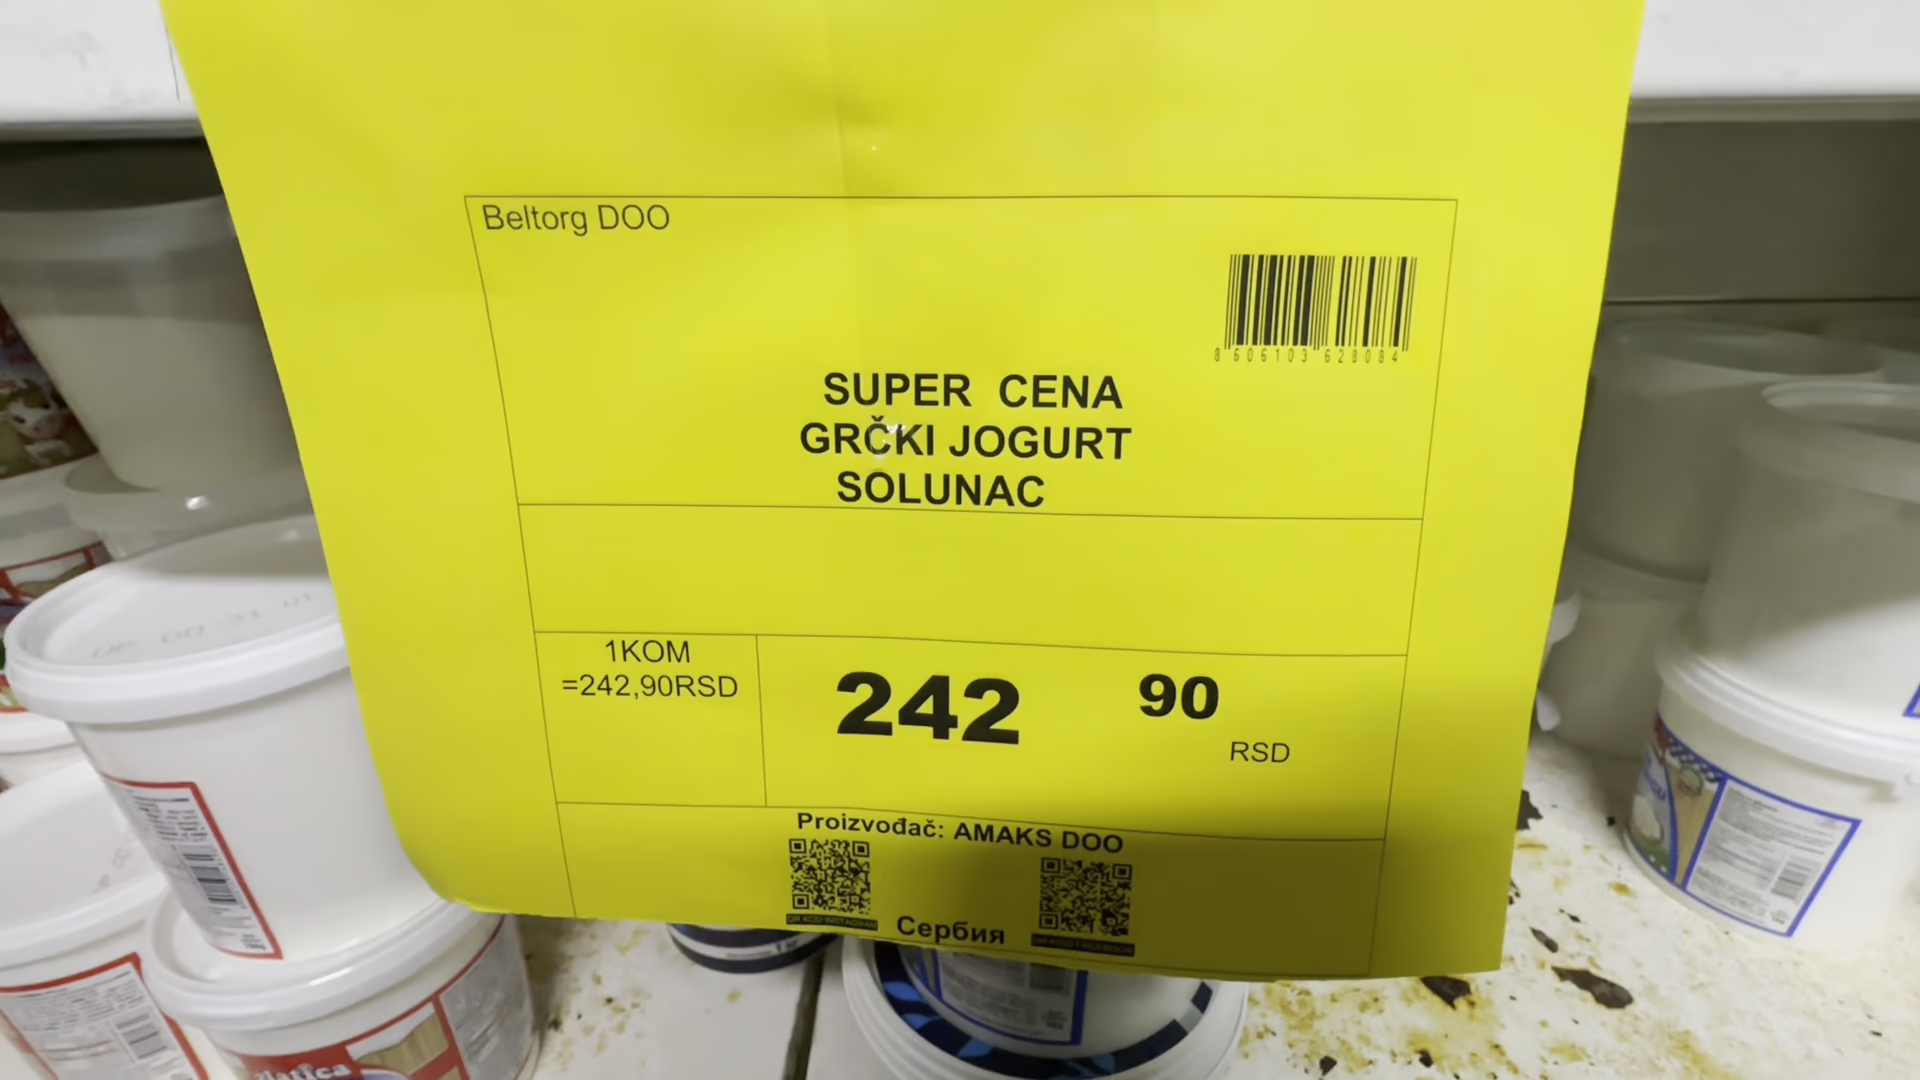 Beltorg DOO
8 606103 628084
SUPER CENA
GRČKI JOGURT
SOLUNAC
1KOM
=242,90RSD
242 90
RSD
Proizvođač: AMAKS DOO
Сербия